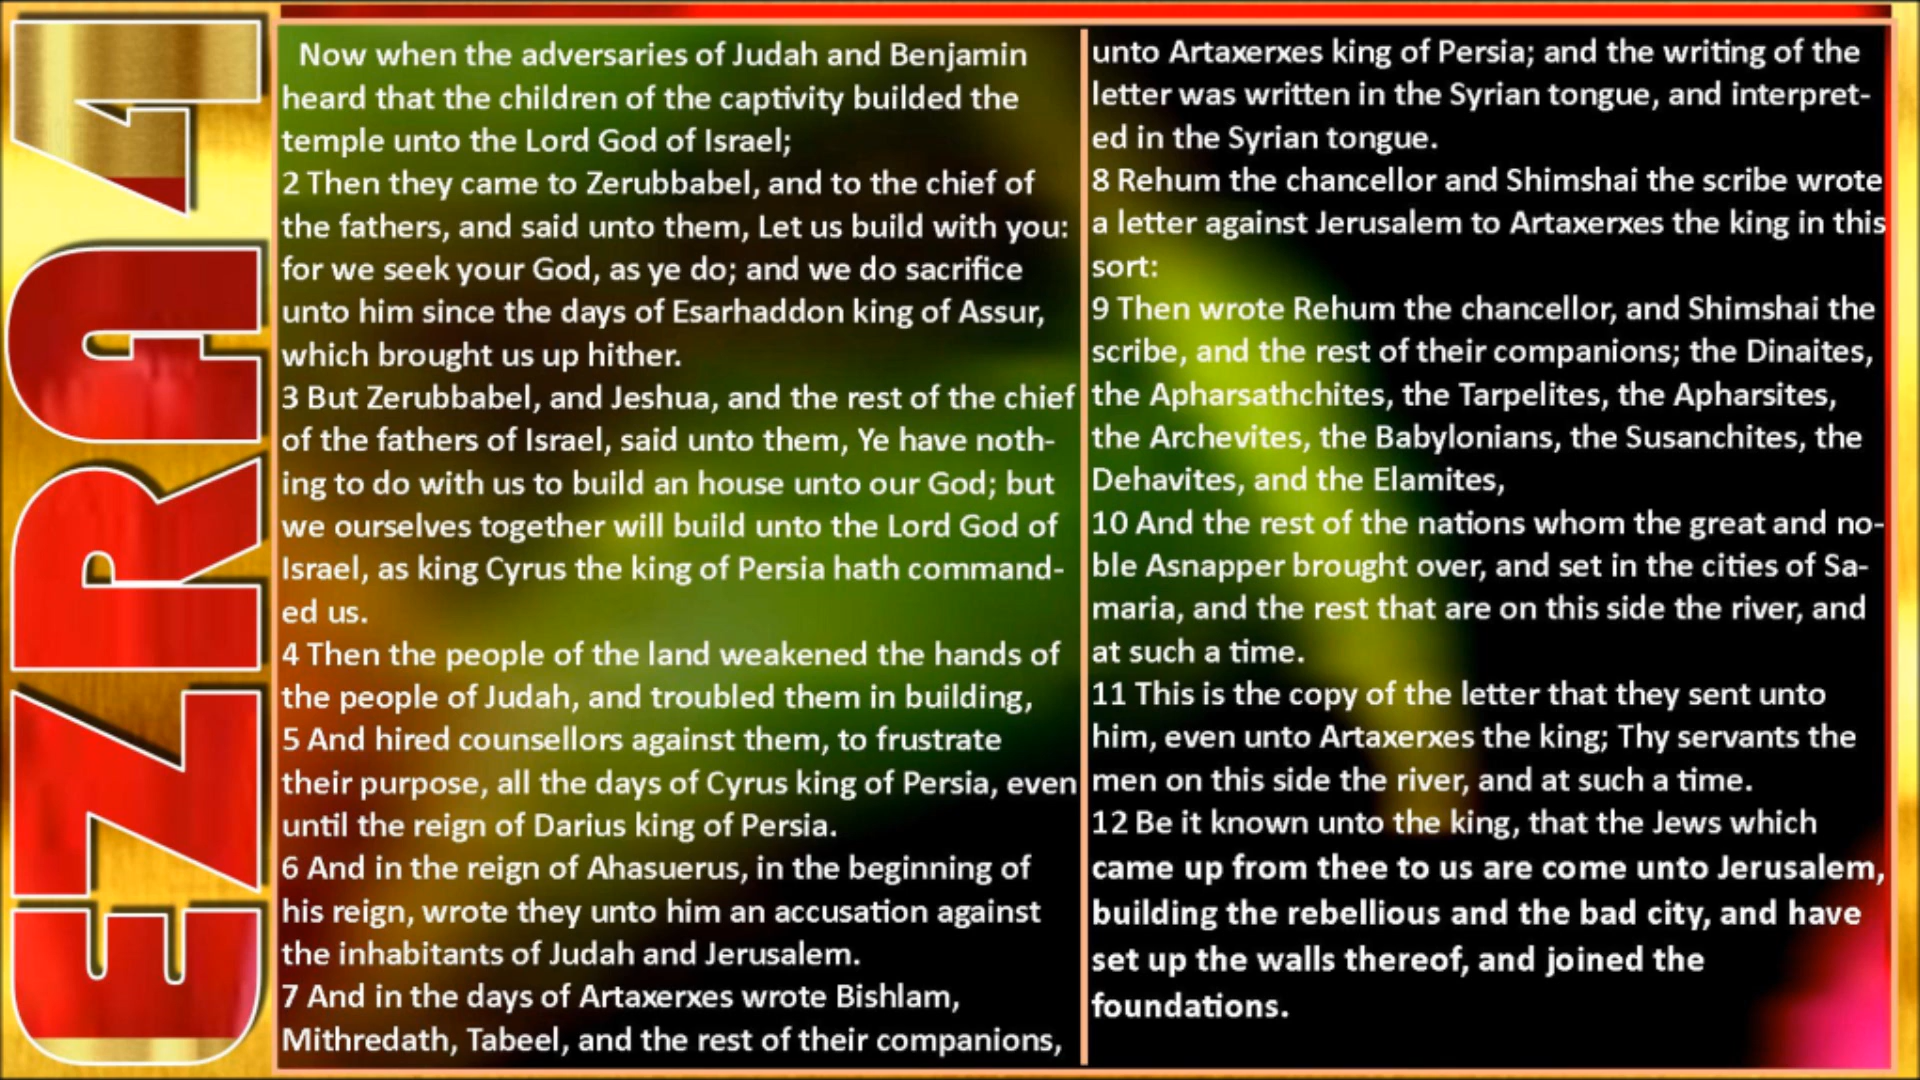 EZRA 4
Now when the adversaries of Judah and Benjamin
heard that the children of the captivity builded the
temple unto the Lord God of Israel;
2 Then they came to Zerubbabel, and to the chief of
the fathers, and said unto them, Let us build with you:
for we seek your God, as ye do; and we do sacrifice
unto him since the days of Esarhaddon king of Assur,
which brought us up hither.
3 But Zerubbabel, and Jeshua, and the rest of the chief
of the fathers of Israel, said unto them, Ye have noth-
ing to do with us to build an house unto our God; but
we ourselves together will build unto the Lord God of
Israel, as king Cyrus the king of Persia hath command-
ed us.
4 Then the people of the land weakened the hands of
the people of Judah, and troubled them in building,
5 And hired counsellors against them, to frustrate
their purpose, all the days of Cyrus king of Persia, even
until the reign of Darius king of Persia.
6 And in the reign of Ahasuerus, in the beginning of
his reign, wrote they unto him an accusation against
the inhabitants of Judah and Jerusalem.
7 And in the days of Artaxerxes wrote Bishlam,
Mithredath, Tabeel, and the rest of their companions,
unto Artaxerxes king of Persia; and the writing of the
letter was written in the Syrian tongue, and interpret-
ed in the Syrian tongue.
8 Rehum the chancellor and Shimshai the scribe wrote
a letter against Jerusalem to Artaxerxes the king in this
sort:
9 Then wrote Rehum the chancellor, and Shimshai the
scribe, and the rest of their companions; the Dinaites,
the Apharsathchites, the Tarpelites, the Apharsites,
the Archevites, the Babylonians, the Susanchites, the
Dehavites, and the Elamites,
10 And the rest of the nations whom the great and no-
ble Asnapper brought over, and set in the cities of Sa-
maria, and the rest that are on this side the river, and
at such a time.
11 This is the copy of the letter that they sent unto
him, even unto Artaxerxes the king; Thy servants the
men on this side the river, and at such a time.
12 Be it known unto the king, that the Jews which
came up from thee to us are come unto Jerusalem,
building the rebellious and the bad city, and have
set up the walls thereof, and joined the
foundations.